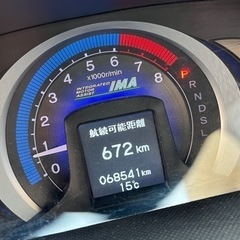 0 1 2 3 4 5 6 7 8
x1000r/min
INTEGRATED
MOTOR
ASSIST
IMA
P
R
N
D
S
L
航続可能距離
672 km
068541 km
15℃